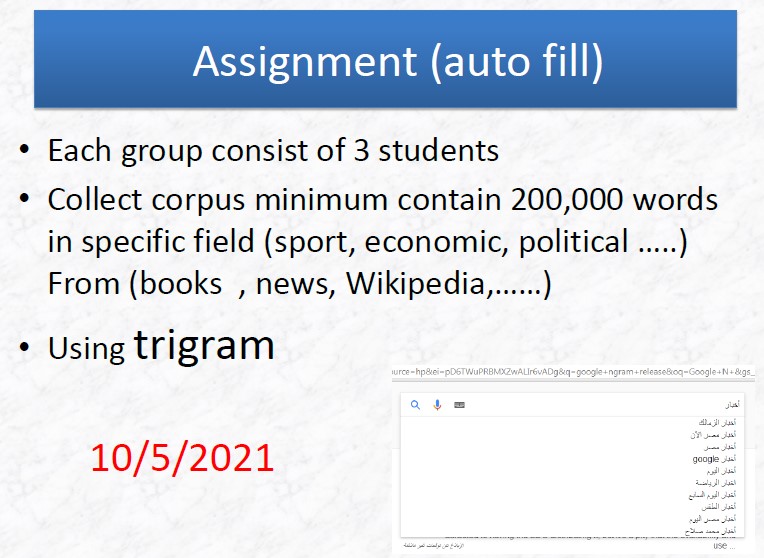 Assignment (auto fill)
• Each group consist of 3 students
• Collect corpus minimum contain 200,000 words
in specific field (sport, economic, political .....)
From (books , news, Wikipedia,......)
• Using trigram
10/5/2021
urce=hp&ei=pD6TWuPRBMXZwALIr6vADg&q=google+ngram+release&oq=Google+N+&gs_
أخبار
أخبار الزمالك
أخبار مصر الآن
أخبار مصر
أخبار google
أخبار اليوم
أخبار الرياضة
أخبار اليوم السابع
أخبار الطقس
أخبار مصر اليوم
أخبار محمد صلاح
use ...